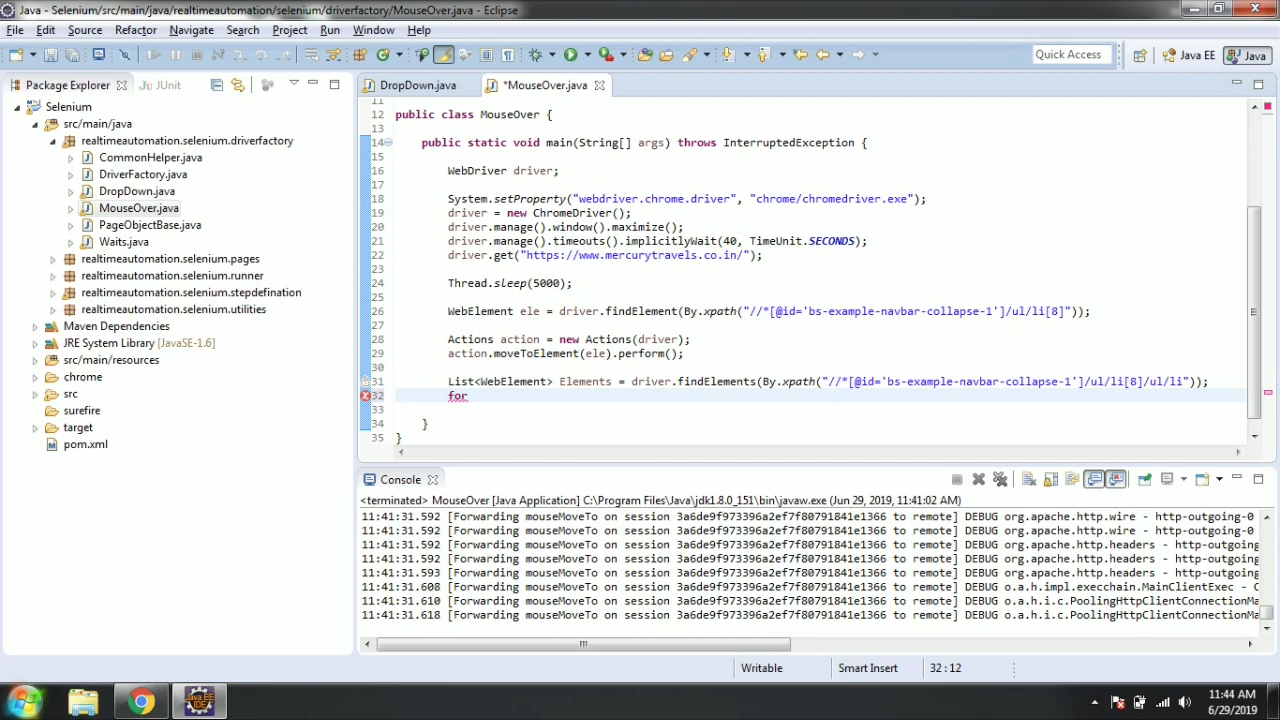 Java - Selenium/src/main/java/realtimeautomation/selenium/driverfactory/MouseOver.java - Eclipse
File Edit Source Refactor Navigate Search Project Run Window Help
Quick Access
Java EE
Java
Package Explorer
JUnit
Selenium
src/main/java
realtimeautomation.selenium.driverfactory
CommonHelper.java
DriverFactory.java
DropDown.java
MouseOver.java
PageObjectBase.java
Waits.java
realtimeautomation.selenium.pages
realtimeautomation.selenium.runner
realtimeautomation.selenium.stepdefination
realtimeautomation.selenium.utilities
Maven Dependencies
JRE System Library [JavaSE-1.6]
src/main/resources
chrome
src
surefire
target
pom.xml
DropDown.java
*MouseOver.java
11
12 public class MouseOver {
13
14 public static void main(String[] args) throws InterruptedException {
15
16 WebDriver driver;
17
18 System.setProperty("webdriver.chrome.driver", "chrome/chromedriver.exe");
19 driver = new ChromeDriver();
20 driver.manage().window().maximize();
21 driver.manage().timeouts().implicitlyWait(40, TimeUnit.SECONDS);
22 driver.get("https://www.mercurytravels.co.in/");
23
24 Thread.sleep(5000);
25
26 WebElement ele = driver.findElement(By.xpath("//*[@id='bs-example-navbar-collapse-1']/ul/li[8]"));
27
28 Actions action = new Actions(driver);
29 action.moveToElement(ele).perform();
30
31 List<WebElement> Elements = driver.findElements(By.xpath("//*[@id='bs-example-navbar-collapse-1']/ul/li[8]/ul/li"));
32 for
33
34 }
35 }
Console
<terminated> MouseOver [Java Application] C:\Program Files\Java\jdk1.8.0_151\bin\javaw.exe (Jun 29, 2019, 11:41:02 AM)
11:41:31.592 [Forwarding mouseMoveTo on session 3a6de9f973396a2ef7f80791841e1366 to remote] DEBUG org.apache.http.wire - http-outgoing-0
11:41:31.592 [Forwarding mouseMoveTo on session 3a6de9f973396a2ef7f80791841e1366 to remote] DEBUG org.apache.http.wire - http-outgoing-0
11:41:31.592 [Forwarding mouseMoveTo on session 3a6de9f973396a2ef7f80791841e1366 to remote] DEBUG org.apache.http.headers - http-outgoing
11:41:31.592 [Forwarding mouseMoveTo on session 3a6de9f973396a2ef7f80791841e1366 to remote] DEBUG org.apache.http.headers - http-outgoing
11:41:31.593 [Forwarding mouseMoveTo on session 3a6de9f973396a2ef7f80791841e1366 to remote] DEBUG org.apache.http.headers - http-outgoing
11:41:31.608 [Forwarding mouseMoveTo on session 3a6de9f973396a2ef7f80791841e1366 to remote] DEBUG o.a.h.impl.execchain.MainClientExec - C
11:41:31.610 [Forwarding mouseMoveTo on session 3a6de9f973396a2ef7f80791841e1366 to remote] DEBUG o.a.h.i.c.PoolingHttpClientConnectionMa
11:41:31.618 [Forwarding mouseMoveTo on session 3a6de9f973396a2ef7f80791841e1366 to remote] DEBUG o.a.h.i.c.PoolingHttpClientConnectionMa
Writable
Smart Insert
32 : 12
Java EE
IDE
11:44 AM
6/29/2019